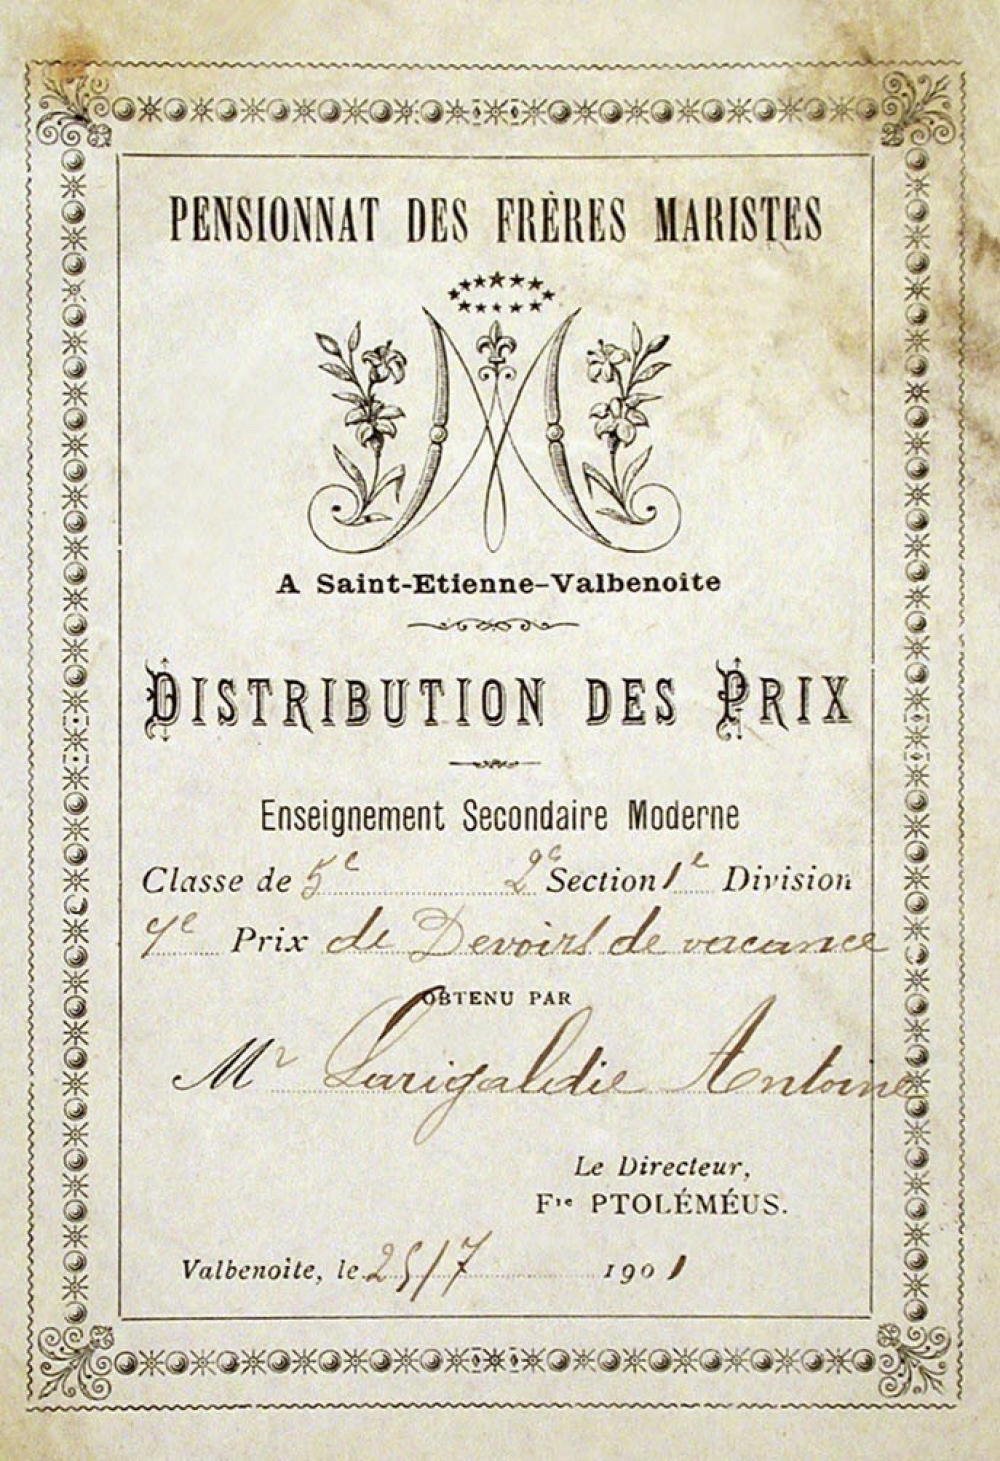 PENSIONNAT DES FRÈRES MARISTES
A Saint-Etienne-Valbenoite
DISTRIBUTION DES PRIX
Enseignement Secondaire Moderne
Classe de 5e 2e Section 1e Division
Prix de Devoirs de vacance
OBTENU PAR
Mr Larigaldie Antoine
Le Directeur,
Fre PTOLÉMÉUS.
Valbenoite, le 25/7 1901